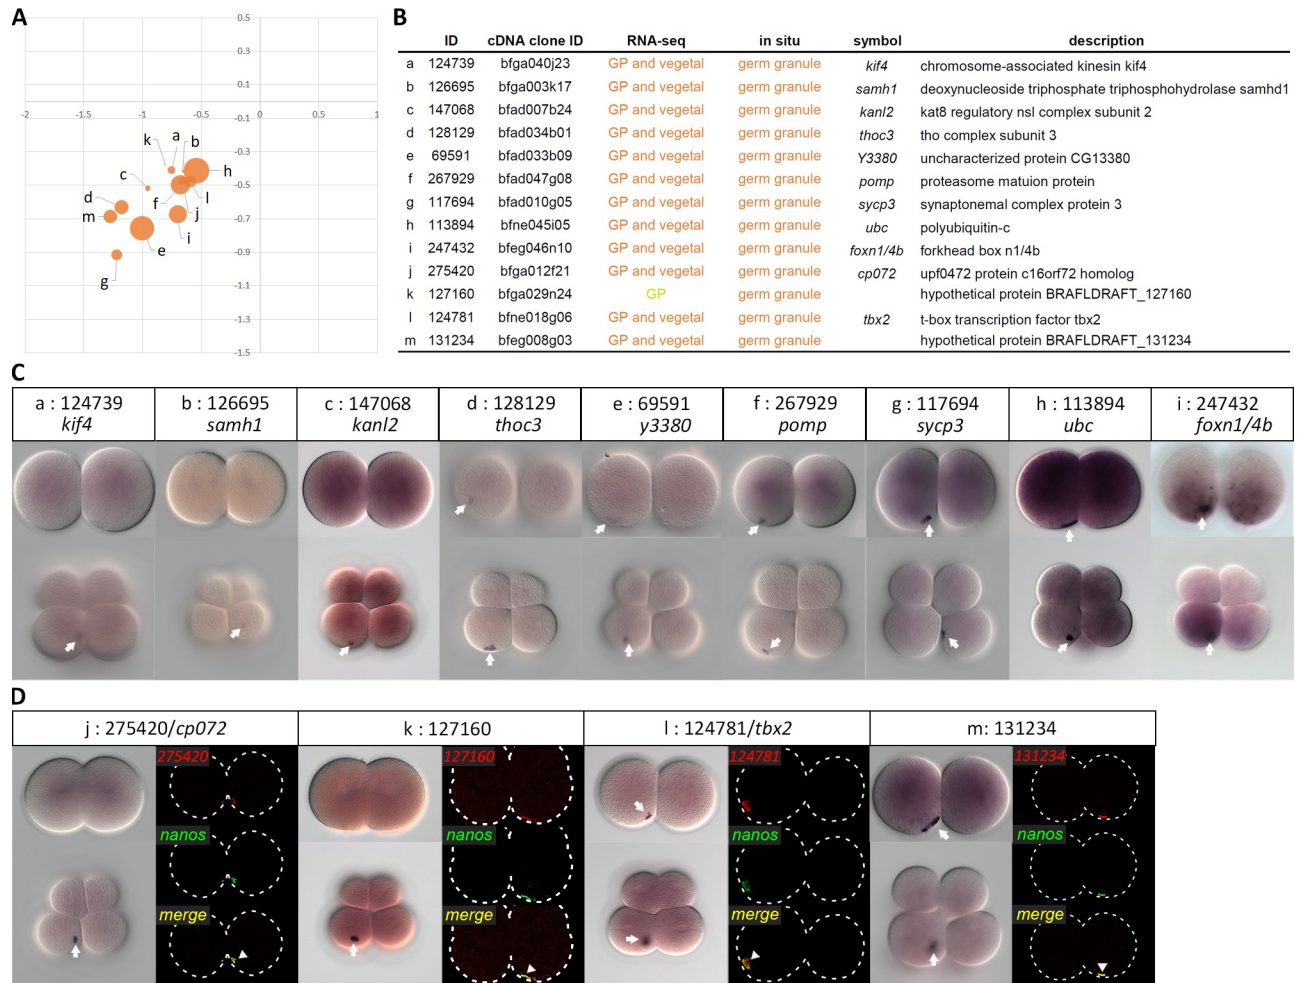 A
0.5
0.3
0.1
-2 -1.5 -1 -0.5 0 0.5 1
-0.1
-0.3
-0.5
-0.7
-0.9
-1.1
-1.3
-1.5
k a b h c l f j d m i e g
B
ID cDNA clone ID RNA-seq in situ symbol description
a 124739 bfga040j23 GP and vegetal germ granule kif4 chromosome-associated kinesin kif4
b 126695 bfga003k17 GP and vegetal germ granule samh1 deoxynucleoside triphosphate triphosphohydrolase samhd1
c 147068 bfad007b24 GP and vegetal germ granule kanl2 kat8 regulatory nsl complex subunit 2
d 128129 bfad034b01 GP and vegetal germ granule thoc3 tho complex subunit 3
e 69591 bfad033b09 GP and vegetal germ granule Y3380 uncharacterized protein CG13380
f 267929 bfad047g08 GP and vegetal germ granule pomp proteasome matuion protein
g 117694 bfad010g05 GP and vegetal germ granule sycp3 synaptonemal complex protein 3
h 113894 bfne045i05 GP and vegetal germ granule ubc polyubiquitin-c
i 247432 bfeg046n10 GP and vegetal germ granule foxn1/4b forkhead box n1/4b
j 275420 bfga012f21 GP and vegetal germ granule cp072 upf0472 protein c16orf72 homolog
k 127160 bfga029n24 GP germ granule hypothetical protein BRAFLDRAFT_127160
l 124781 bfne018g06 GP and vegetal germ granule tbx2 t-box transcription factor tbx2
m 131234 bfeg008g03 GP and vegetal germ granule hypothetical protein BRAFLDRAFT_131234
C
a : 124739 b : 126695 c : 147068 d : 128129 e : 69591 f : 267929 g : 117694 h : 113894 i : 247432
kif4 samh1 kanl2 thoc3 y3380 pomp sycp3 ubc foxn1/4b
D
j : 275420/cp072 k : 127160 l : 124781/tbx2 m: 131234
275420 127160 124781 131234
nanos nanos nanos nanos
merge merge merge merge